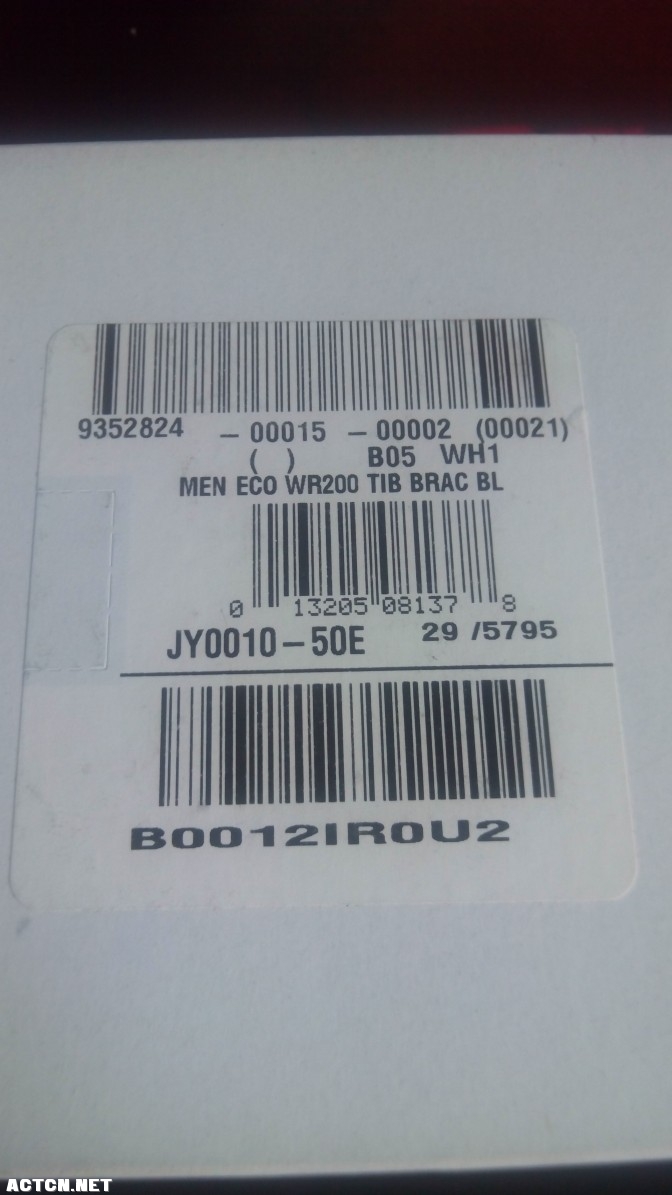 9352824 - 00015 - 00002 (00021)
( ) B05 WH1
MEN ECO WR200 TIB BRAC BL
0 13205 08137 8
JY0010-50E 29 /5795
B0012IR0U2
ACTCN.NET